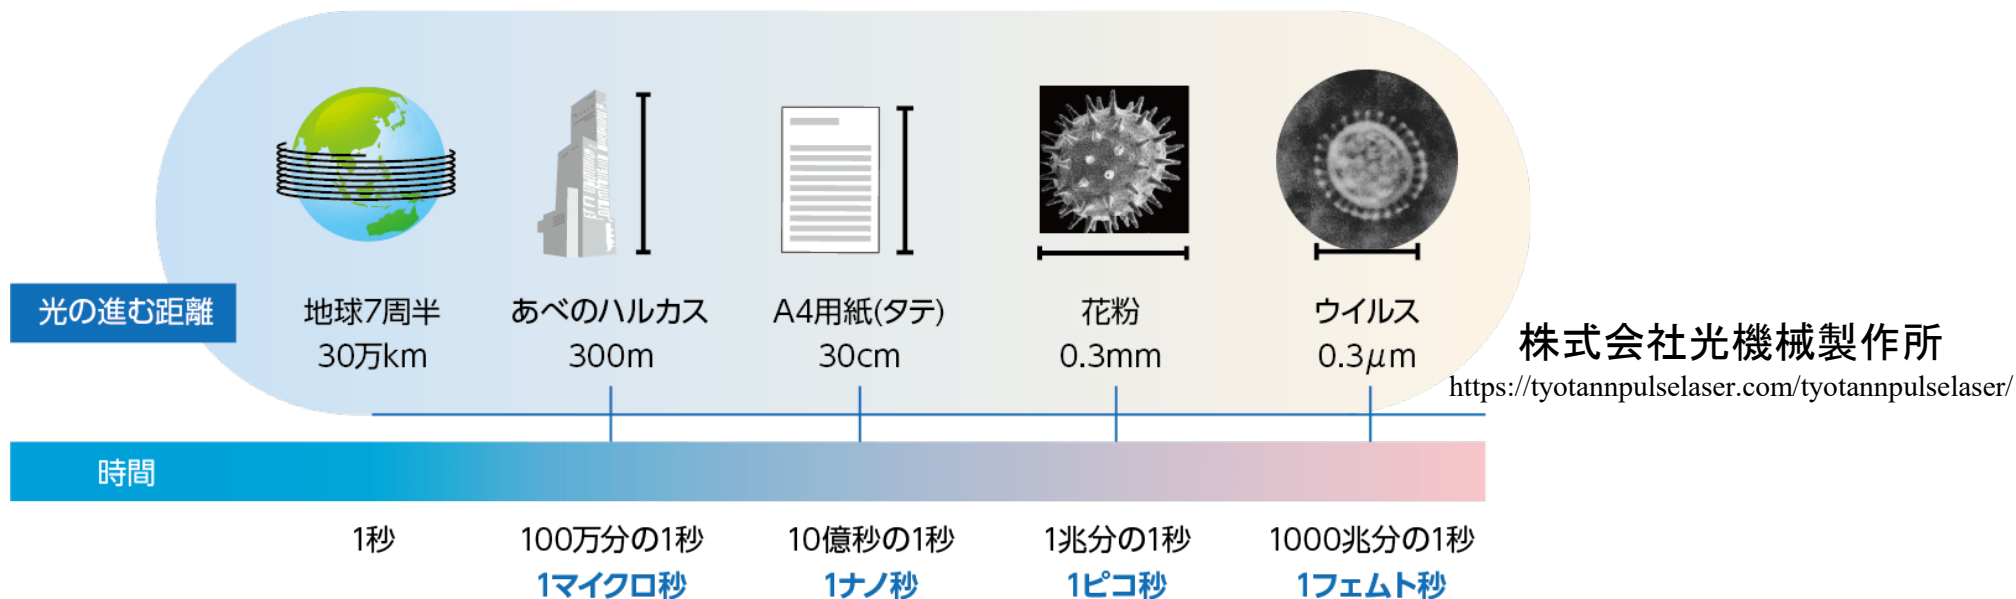 光の進む距離
地球7周半
30万km
あべのハルカス
300m
A4用紙(タテ)
30cm
花粉
0.3mm
ウイルス
0.3μm
株式会社光機械製作所
https://tyotannpulselaser.com/tyotannpulselaser/
時間
1秒
100万分の1秒
1マイクロ秒
10億秒の1秒
1ナノ秒
1兆分の1秒
1ピコ秒
1000兆分の1秒
1フェムト秒